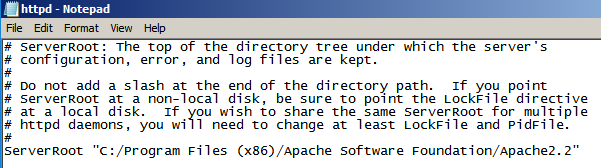 httpd - Notepad
File Edit Format View Help
# ServerRoot: The top of the directory tree under which the server's
# configuration, error, and log files are kept.
#
# Do not add a slash at the end of the directory path.  If you point
# ServerRoot at a non-local disk, be sure to point the LockFile directive
# at a local disk.  If you wish to share the same ServerRoot for multiple
# httpd daemons, you will need to change at least LockFile and PidFile.
#
ServerRoot "C:/Program Files (x86)/Apache Software Foundation/Apache2.2"